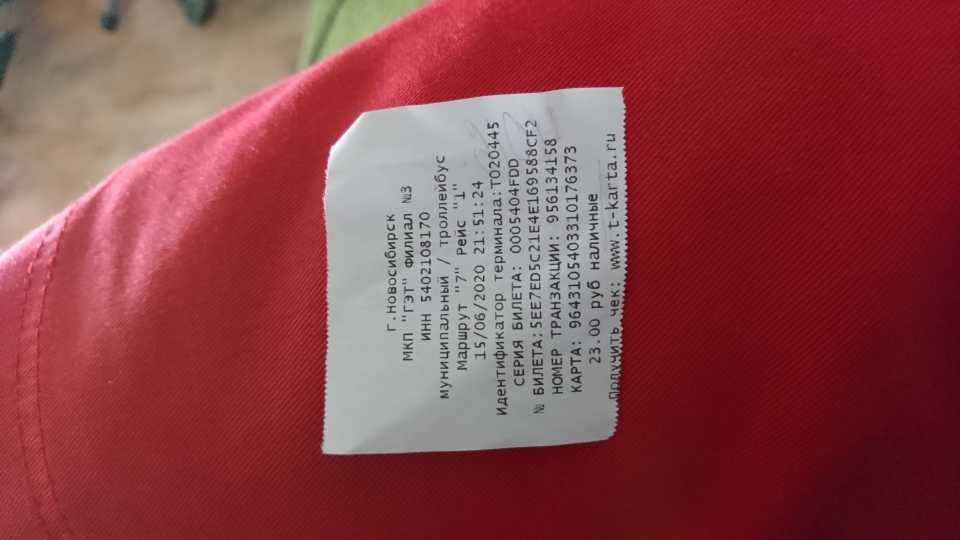 г.Новосибирск
МКП "ГЭТ" Филиал №3
ИНН 5402108170
муниципальный / троллейбус
Маршрут "7" Рейс "1"
15/06/2020 21:51:24
идентификатор терминала:T020445
СЕРИЯ БИЛЕТА: 0005404FDD
№ БИЛЕТА:5EE7ED5C21E4E169588CF2
НОМЕР ТРАНЗАКЦИИ: 956134158
КАРТА: 9643105403310176373
23.00 руб наличные
Получить чек: www.t-karta.ru